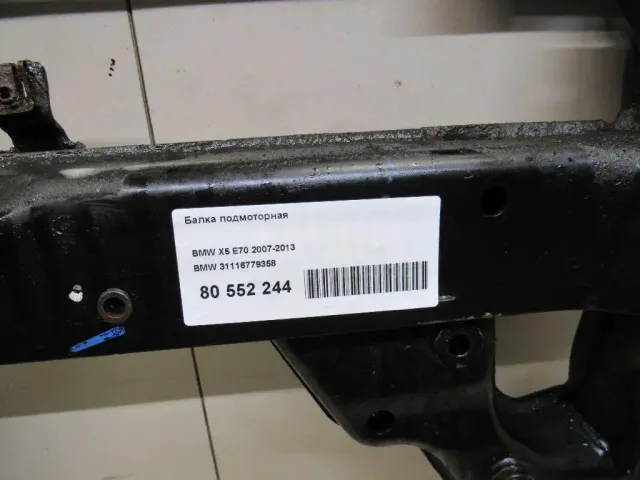 Балка подмоторная
BMW X5 E70 2007-2013
BMW 31116779358
80 552 244